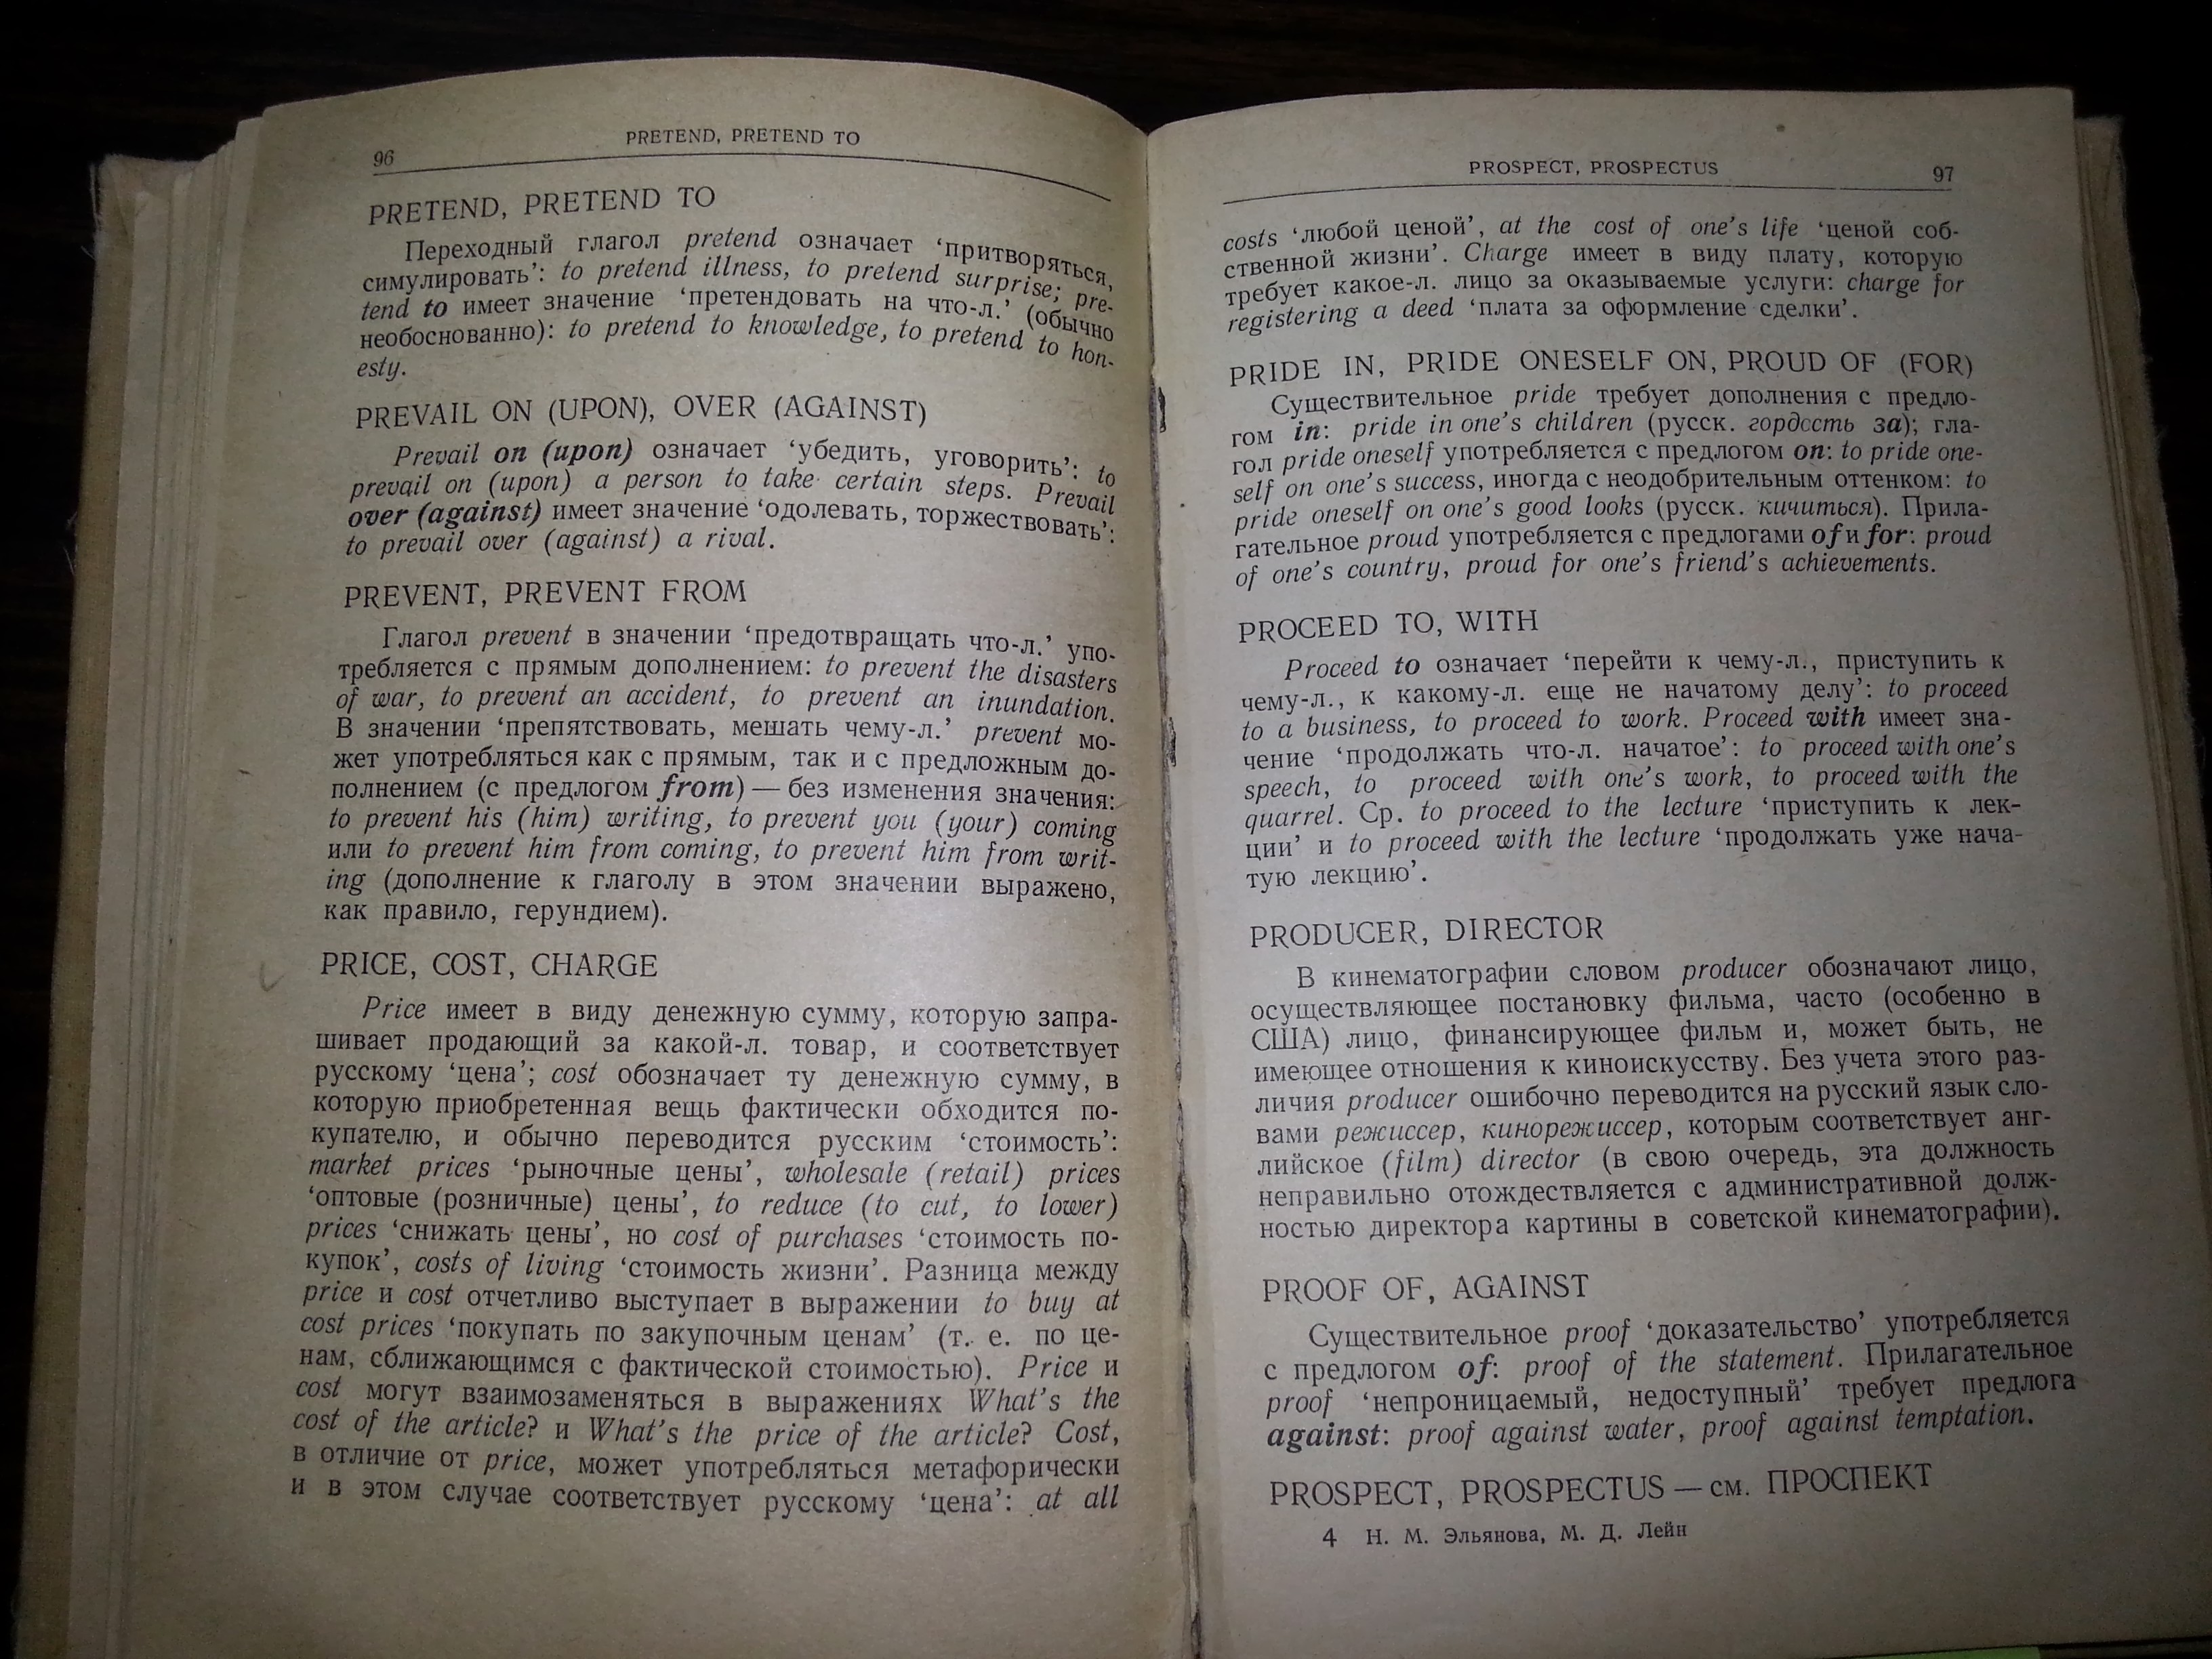 96
PRETEND, PRETEND TO
PRETEND, PRETEND TO
Переходный глагол pretend означает ‘притворяться,
симулировать’: to pretend illness, to pretend surprise; pre-
tend to имеет значение ‘претендовать на что-л.’ (обычно
необоснованно): to pretend to knowledge, to pretend to hon-
esty.
PREVAIL ON (UPON), OVER (AGAINST)
Prevail on (upon) означает ‘убедить, уговорить’: to
prevail on (upon) a person to take certain steps. Prevail
over (against) имеет значение ‘одолевать, торжествовать’:
to prevail over (against) a rival.
PREVENT, PREVENT FROM
Глагол prevent в значении ‘предотвращать что-л.’ упо-
требляется с прямым дополнением: to prevent the disasters
of war, to prevent an accident, to prevent an inundation.
В значении ‘препятствовать, мешать чему-л.’ prevent мо-
жет употребляться как с прямым, так и с предложным до-
полнением (с предлогом from) — без изменения значения:
to prevent his (him) writing, to prevent you (your) coming
или to prevent him from coming, to prevent him from writ-
ing (дополнение к глаголу в этом значении выражено,
как правило, герундием).
PRICE, COST, CHARGE
Price имеет в виду денежную сумму, которую запра-
шивает продающий за какой-л. товар, и соответствует
русскому ‘цена’; cost обозначает ту денежную сумму, в
которую приобретенная вещь фактически обходится по-
купателю, и обычно переводится русским ‘стоимость’:
market prices ‘рыночные цены’, wholesale (retail) prices
‘оптовые (розничные) цены’, to reduce (to cut, to lower)
prices ‘снижать цены’, но cost of purchases ‘стоимость по-
купок’, costs of living ‘стоимость жизни’. Разница между
price и cost отчетливо выступает в выражении to buy at
cost prices ‘покупать по закупочным ценам’ (т. е. по це-
нам, сближающимся с фактической стоимостью). Price и
cost могут взаимозаменяться в выражениях What's the
cost of the article? и What's the price of the article? Cost,
в отличие от price, может употребляться метафорически
и в этом случае соответствует русскому ‘цена’: at all
PROSPECT, PROSPECTUS
97
costs ‘любой ценой’, at the cost of one's life ‘ценой соб-
ственной жизни’. Charge имеет в виду плату, которую
требует какое-л. лицо за оказываемые услуги: charge for
registering a deed ‘плата за оформление сделки’.
PRIDE IN, PRIDE ONESELF ON, PROUD OF (FOR)
Существительное pride требует дополнения с предло-
гом in: pride in one's children (русск. гордость за); гла-
гол pride oneself употребляется с предлогом on: to pride one-
self on one's success, иногда с неодобрительным оттенком: to
pride oneself on one's good looks (русск. кичиться). Прила-
гательное proud употребляется с предлогами of и for: proud
of one's country, proud for one's friend's achievements.
PROCEED TO, WITH
Proceed to означает ‘перейти к чему-л., приступить к
чему-л., к какому-л. еще не начатому делу’: to proceed
to a business, to proceed to work. Proceed with имеет зна-
чение ‘продолжать что-л. начатое’: to proceed with one's
speech, to proceed with one's work, to proceed with the
quarrel. Ср. to proceed to the lecture ‘приступить к лек-
ции’ и to proceed with the lecture ‘продолжать уже нача-
тую лекцию’.
PRODUCER, DIRECTOR
В кинематографии словом producer обозначают лицо,
осуществляющее постановку фильма, часто (особенно в
США) лицо, финансирующее фильм и, может быть, не
имеющее отношения к киноискусству. Без учета этого раз-
личия producer ошибочно переводится на русский язык сло-
вами режиссер, кинорежиссер, которым соответствует анг-
лийское (film) director (в свою очередь, эта должность
неправильно отождествляется с административной долж-
ностью директора картины в советской кинематографии).
PROOF OF, AGAINST
Существительное proof ‘доказательство’ употребляется
с предлогом of: proof of the statement. Прилагательное
proof ‘непроницаемый, недоступный’ требует предлога
against: proof against water, proof against temptation.
PROSPECT, PROSPECTUS — см. ПРОСПЕКТ
4 Н. М. Эльянова, М. Д. Лейн